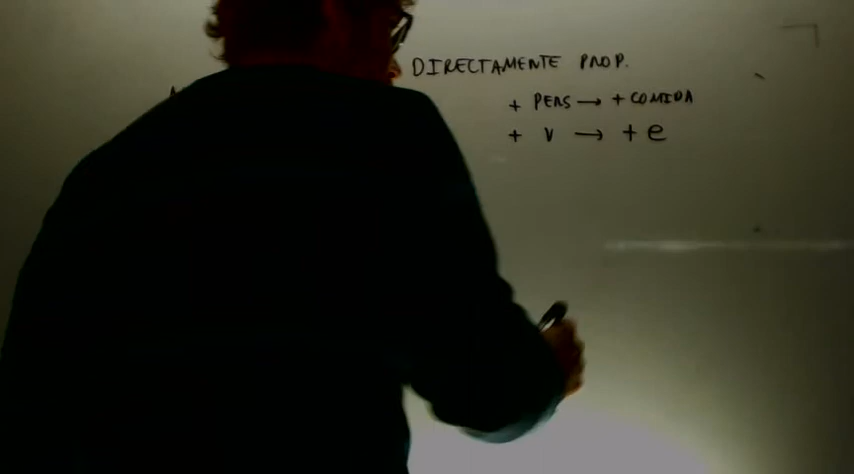 DIRECTAMENTE PROP.
+ PERS → + COMIDA
+ V → + e